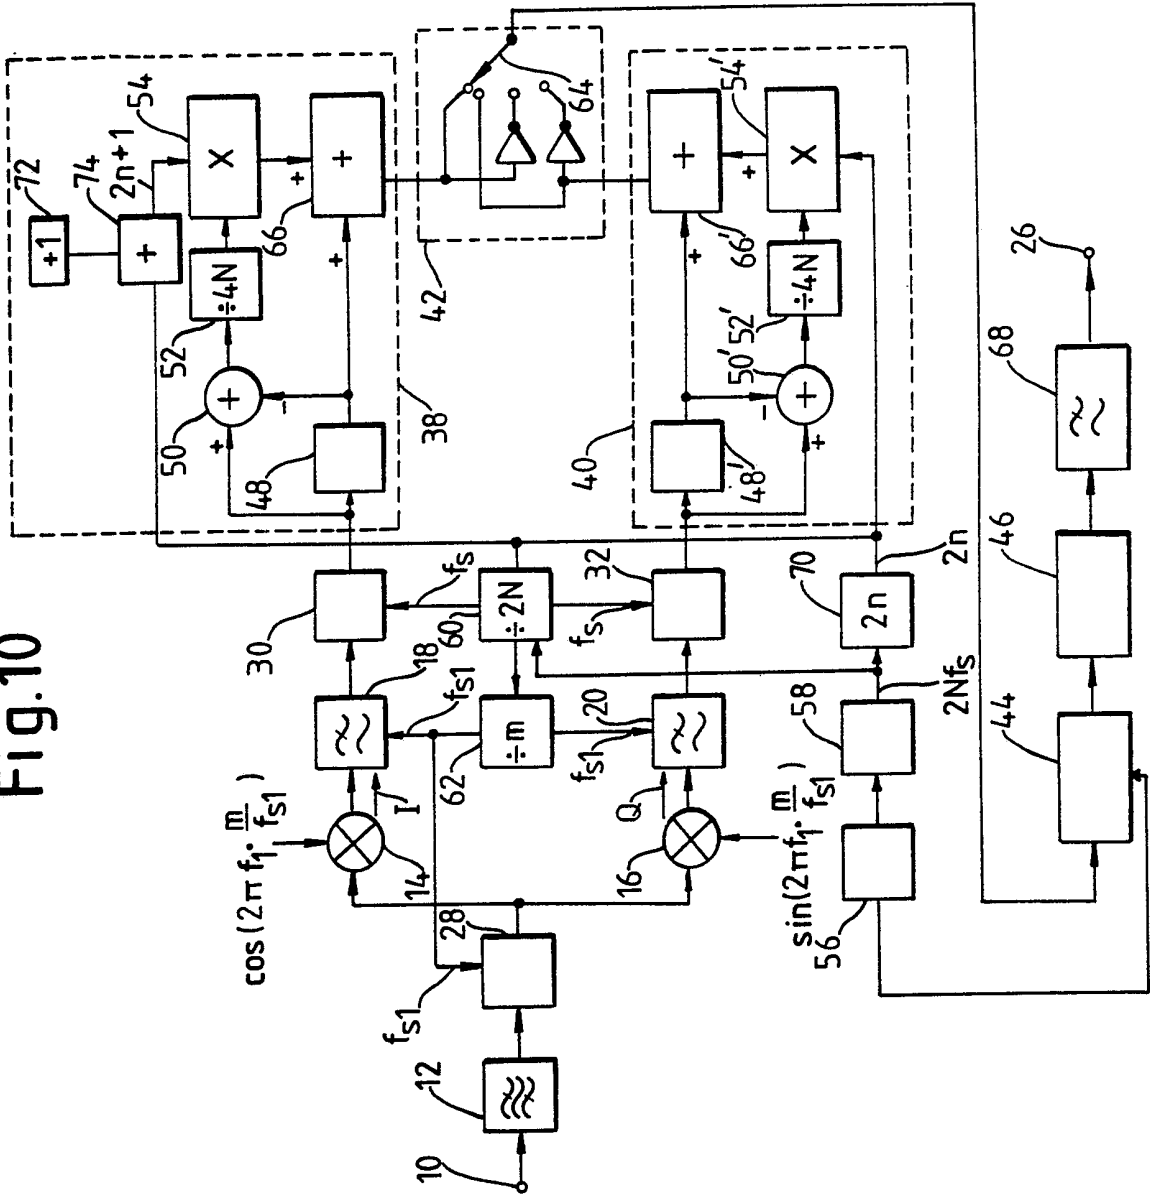 Fig.10
72
+1
74
+
2n+1
54
X
52
÷4N
66
+
+
+
50
+
+
-
48
38
42
64
40
66'
+
+
+
54'
X
52'
÷4N
50'
+
+
-
48'
30
fs
60
÷2N
fs
32
18
fs1
62
÷m
fs1
20
70
2n
2n
2Nfs
58
56
cos(2πf1·m/fs1)
I
14
Q
16
sin(2πf1·m/fs1)
28
fs1
12
10
44
46
68
26